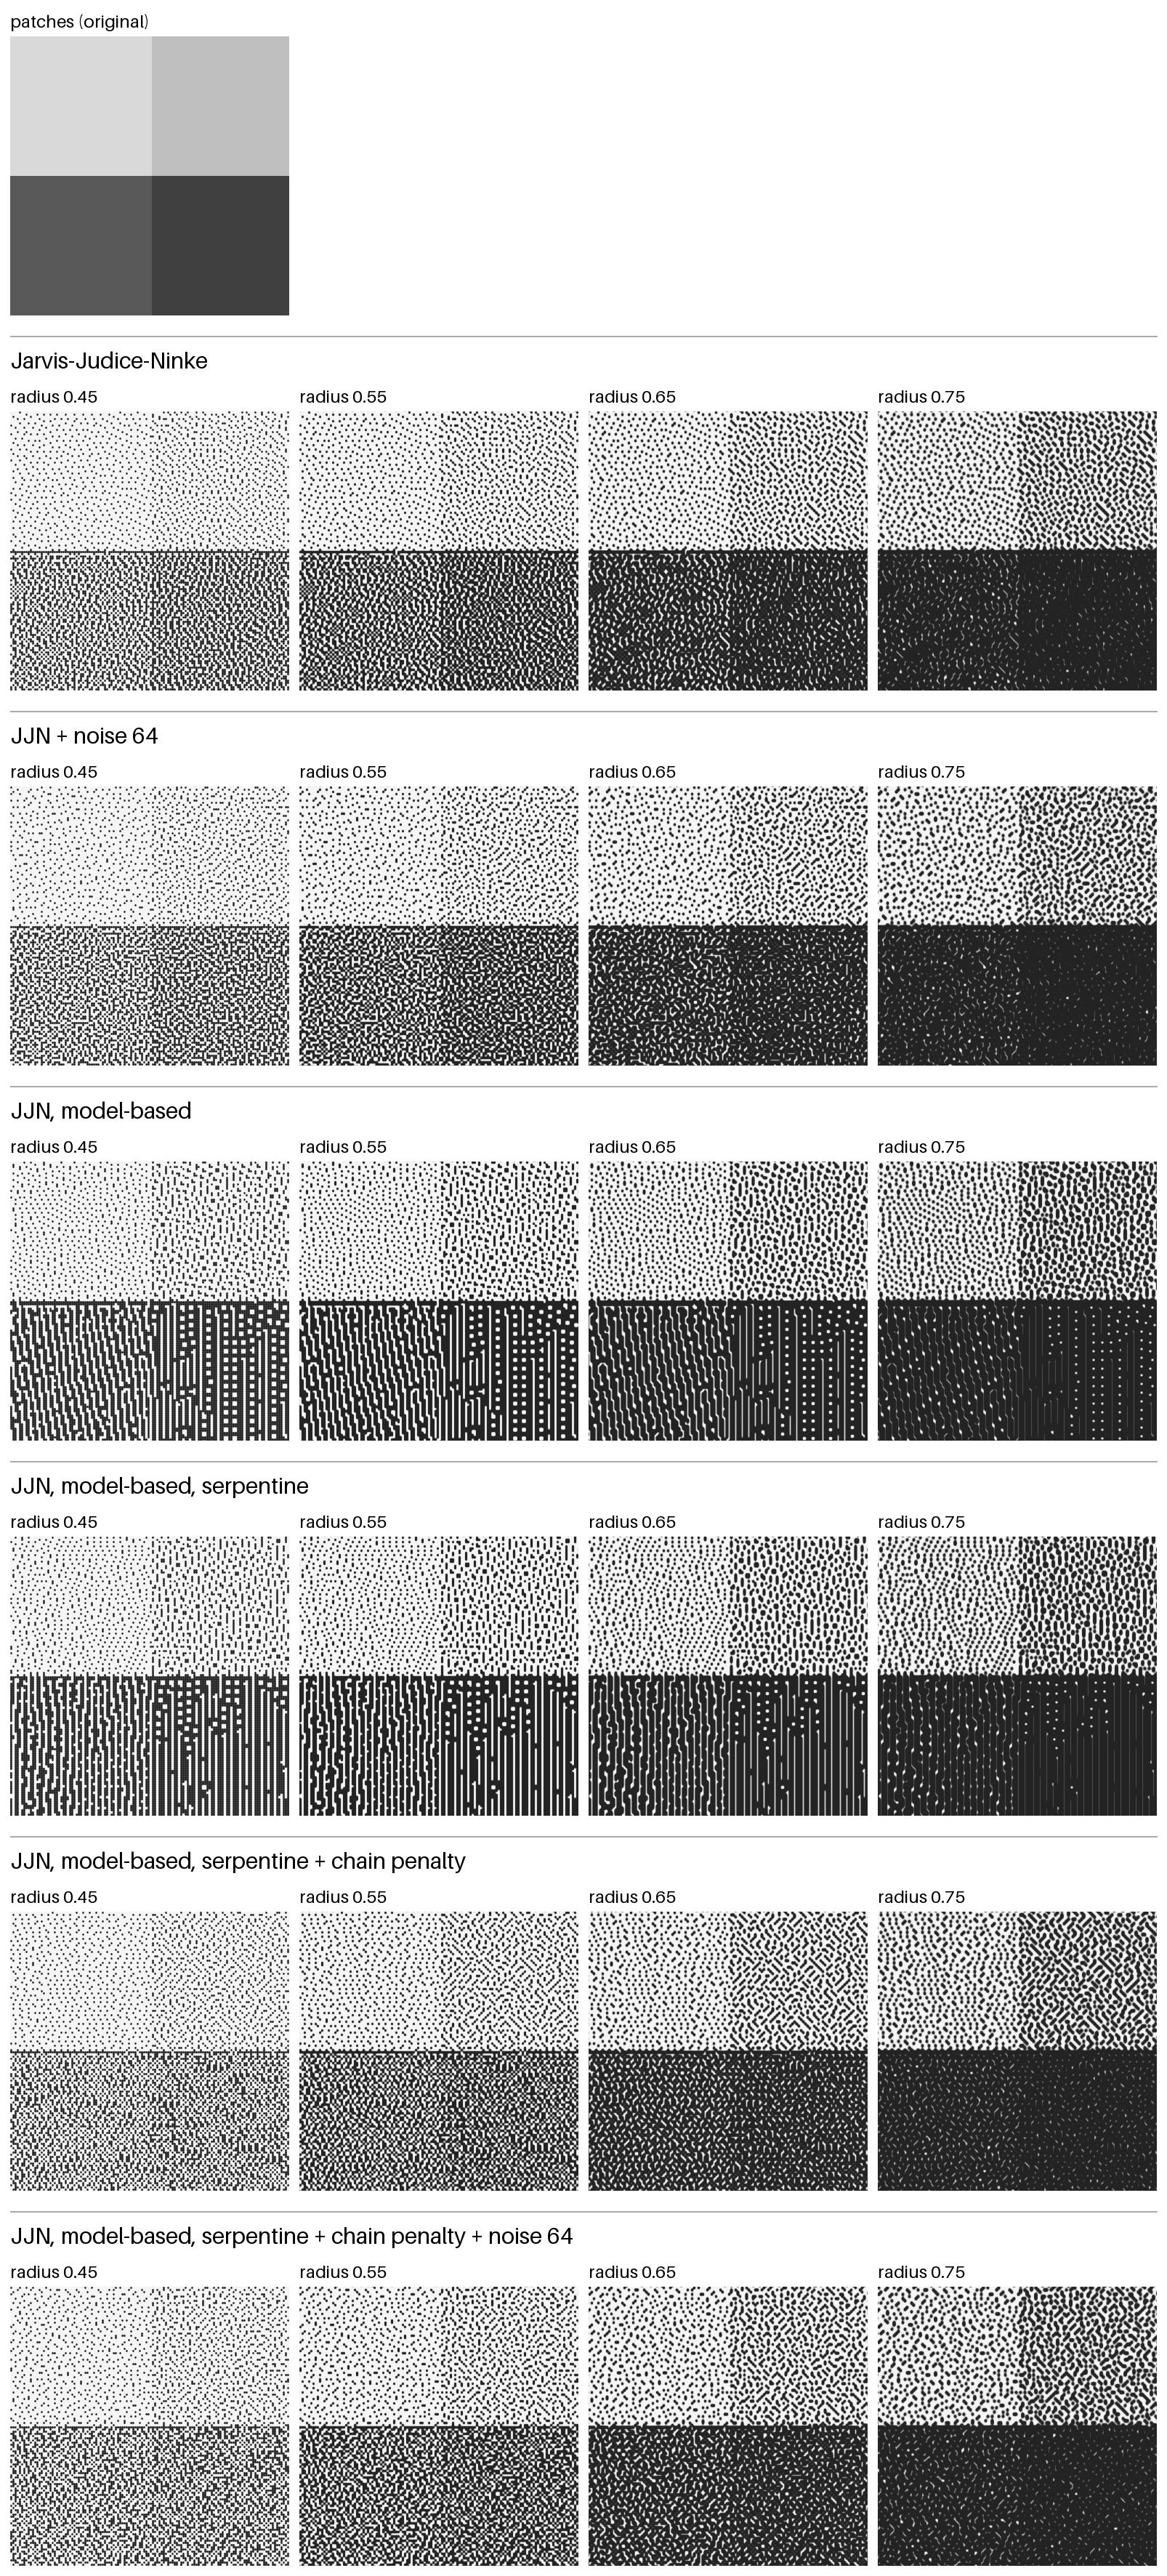 patches (original)
Jarvis-Judice-Ninke
radius 0.45 radius 0.55 radius 0.65 radius 0.75
JJN + noise 64
radius 0.45 radius 0.55 radius 0.65 radius 0.75
JJN, model-based
radius 0.45 radius 0.55 radius 0.65 radius 0.75
JJN, model-based, serpentine
radius 0.45 radius 0.55 radius 0.65 radius 0.75
JJN, model-based, serpentine + chain penalty
radius 0.45 radius 0.55 radius 0.65 radius 0.75
JJN, model-based, serpentine + chain penalty + noise 64
radius 0.45 radius 0.55 radius 0.65 radius 0.75